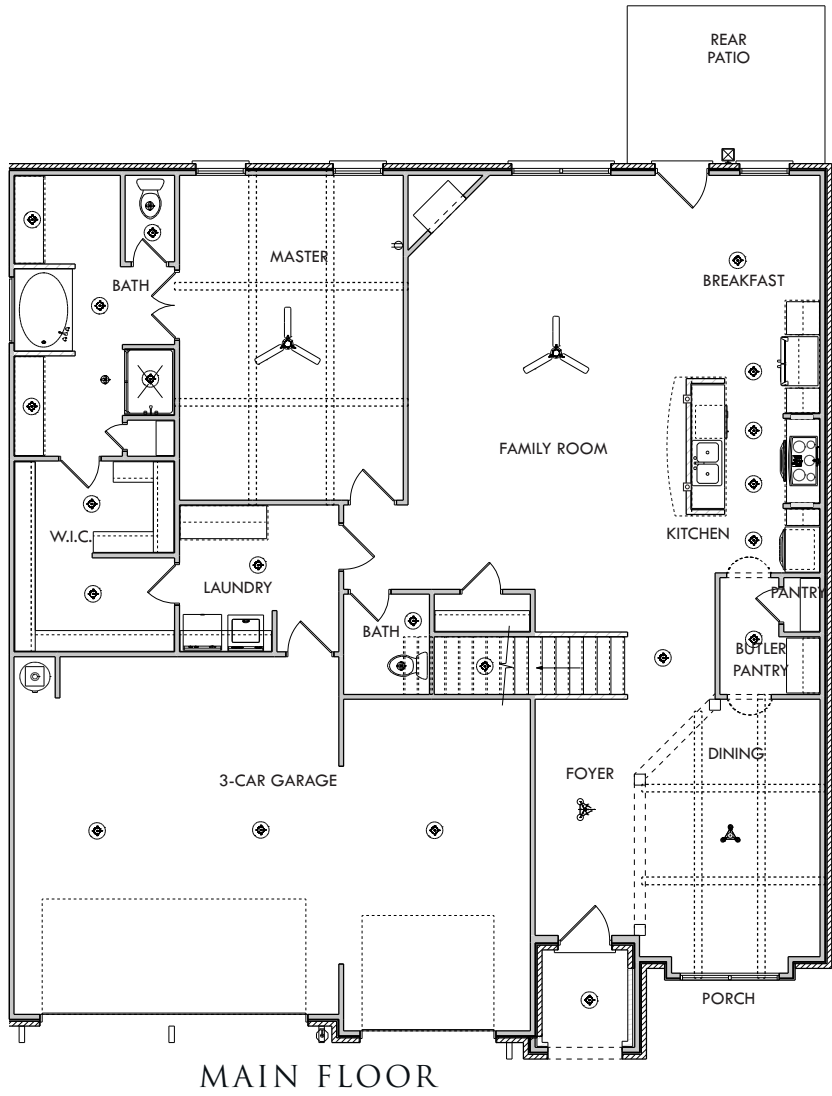 REAR
PATIO
MASTER
BATH
BREAKFAST
FAMILY ROOM
KITCHEN
W.I.C.
LAUNDRY
PANTRY
BATH
BUTLER
PANTRY
DINING
FOYER
3-CAR GARAGE
PORCH
MAIN FLOOR